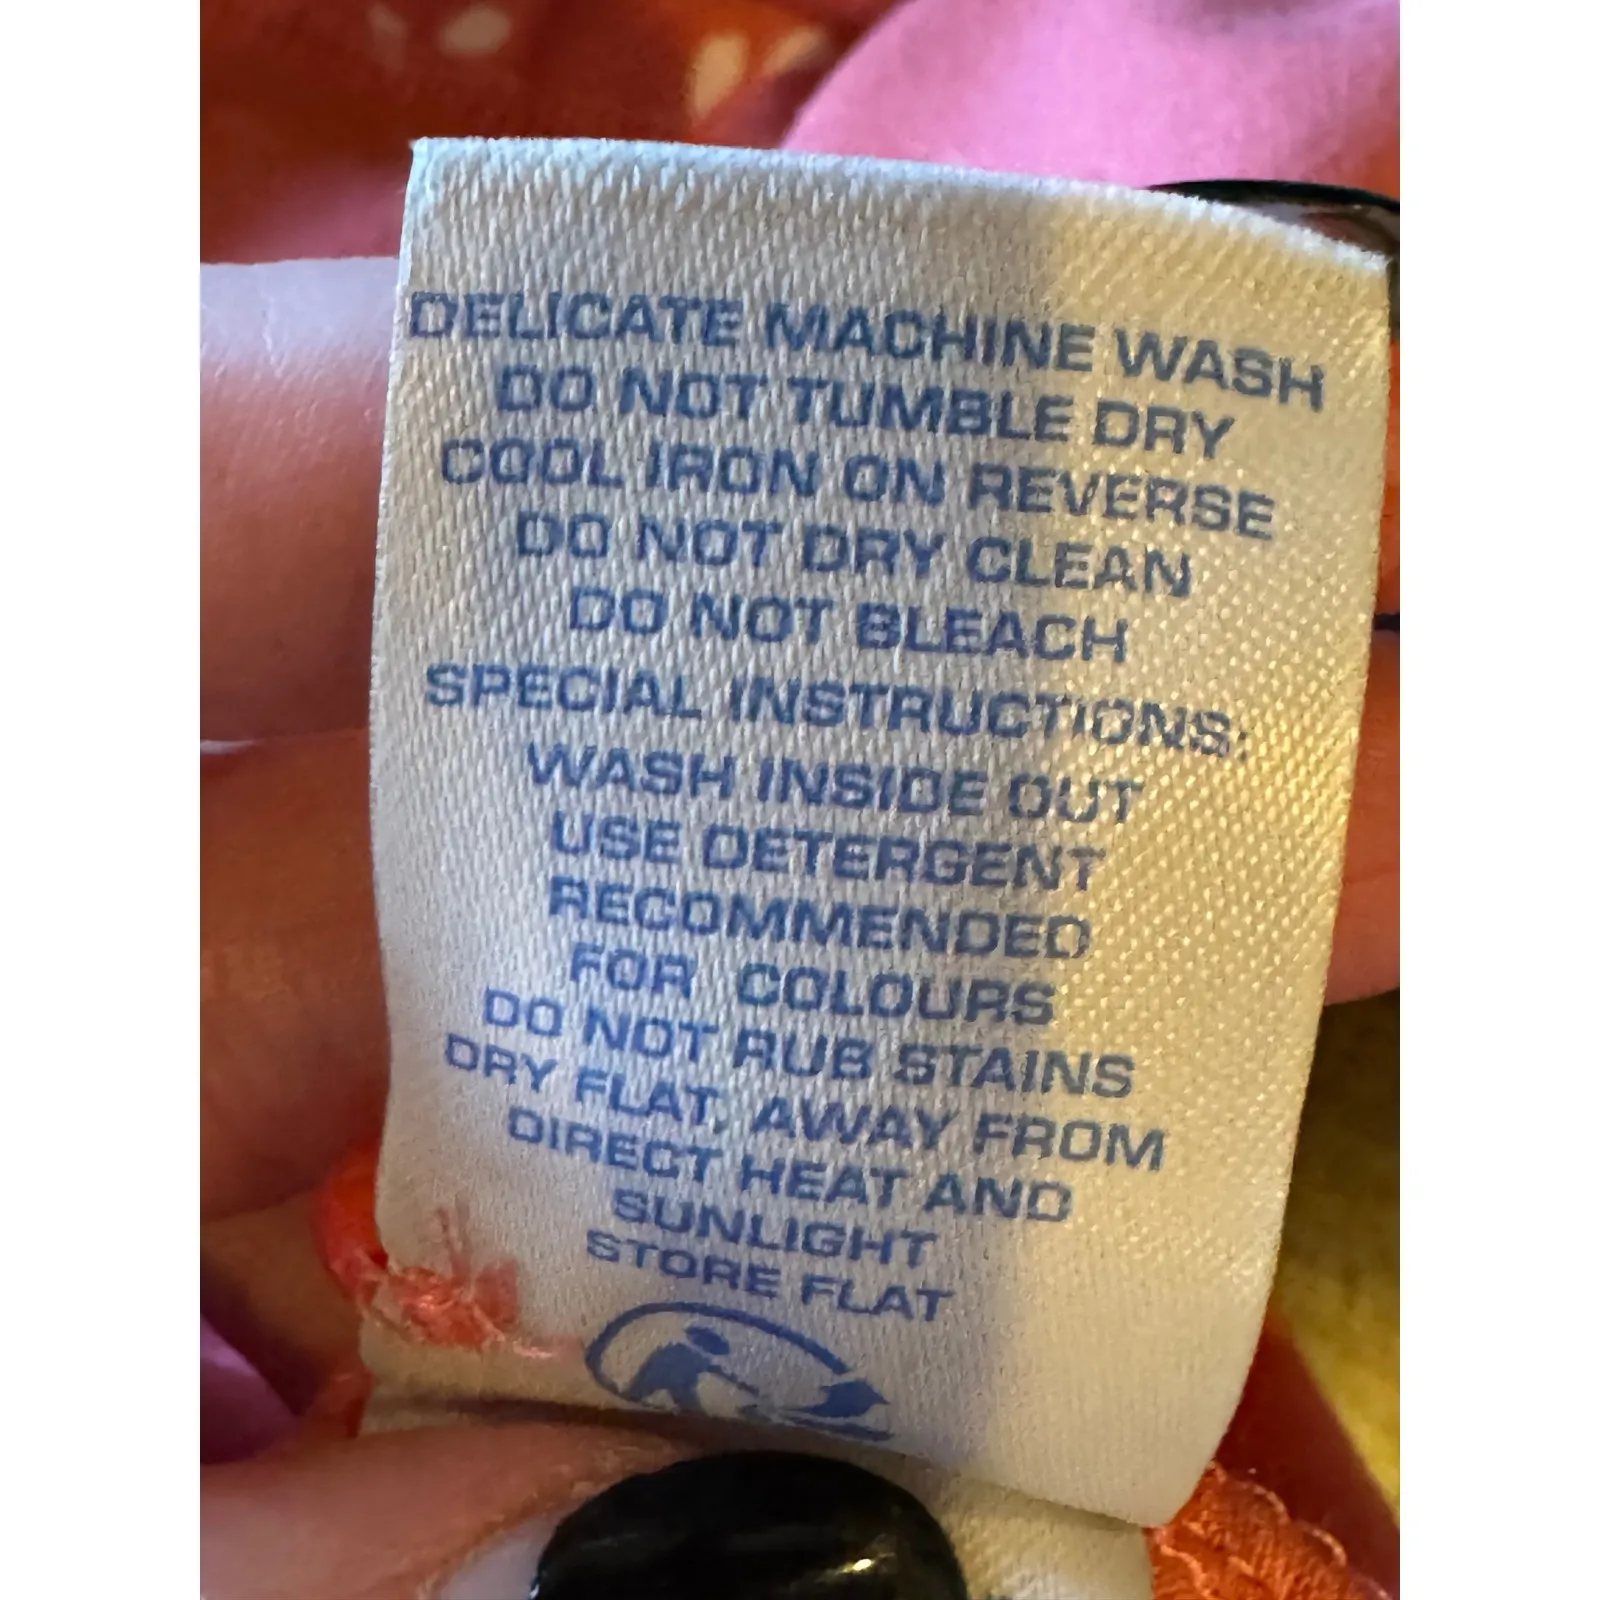 DELICATE MACHINE WASH
DO NOT TUMBLE DRY
COOL IRON ON REVERSE
DO NOT DRY CLEAN
DO NOT BLEACH
SPECIAL INSTRUCTIONS:
WASH INSIDE OUT
USE DETERGENT
RECOMMENDED
FOR COLOURS
DO NOT RUB STAINS
DRY FLAT, AWAY FROM
DIRECT HEAT AND
SUNLIGHT
STORE FLAT